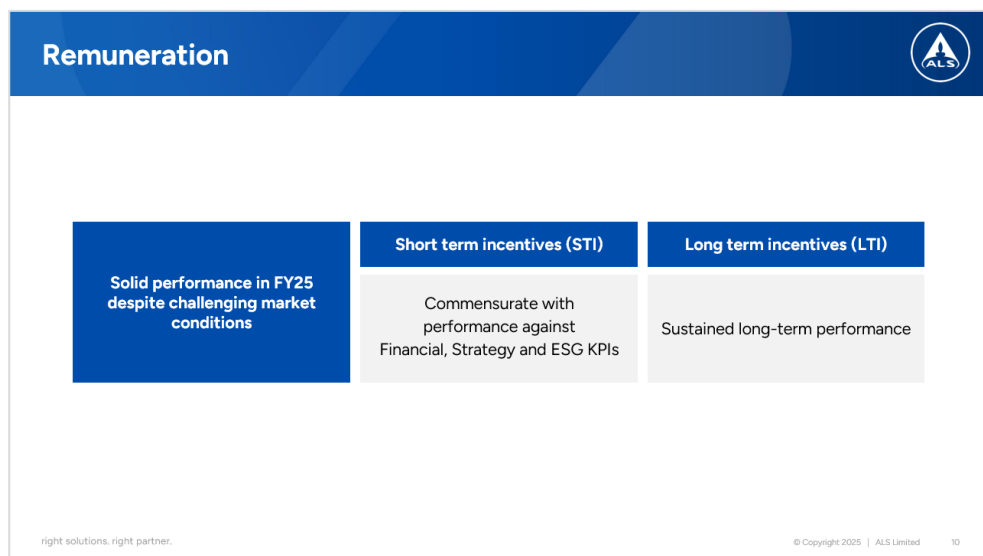 Remuneration
ALS
Solid performance in FY25
despite challenging market
conditions
Short term incentives (STI)
Commensurate with
performance against
Financial, Strategy and ESG KPIs
Long term incentives (LTI)
Sustained long-term performance
right solutions. right partner.
© Copyright 2025 | ALS Limited 10